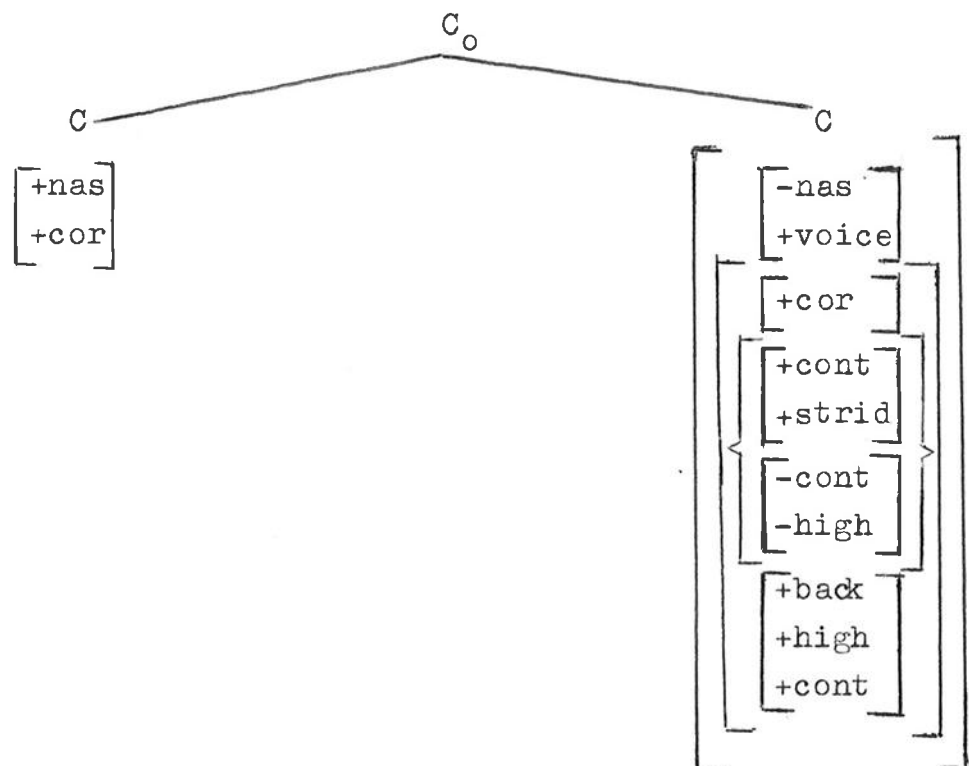 C₀
C C
+nas
+cor
-nas
+voice
+cor
+cont
+strid
-cont
-high
+back
+high
+cont